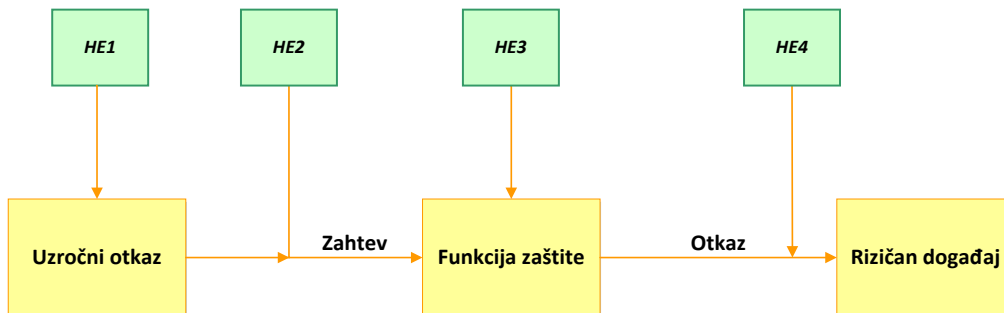 HE1
HE2
HE3
HE4
Uzročni otkaz
Zahtev
Funkcija zaštite
Otkaz
Rizičan događaj